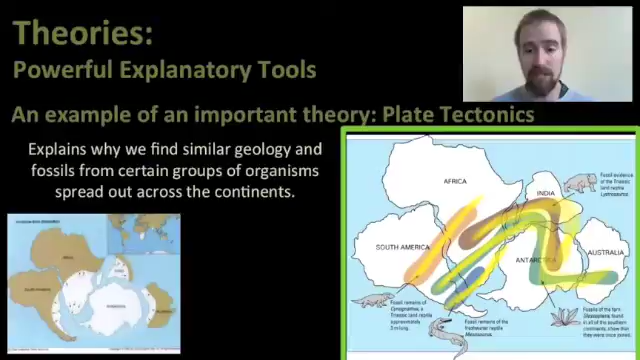 Theories:
Powerful Explanatory Tools
An example of an important theory: Plate Tectonics
Explains why we find similar geology and
fossils from certain groups of organisms
spread out across the continents.
AFRICA
INDIA
SOUTH AMERICA
ANTARCTICA
AUSTRALIA
Fossil evidence
of the Triassic
land reptile
Lystrosaurus.
Fossil remains of
Cynognathus, a
Triassic land reptile
approximately
3 m long.
Fossil remains of the
freshwater reptile
Mesosaurus.
Fossils of the fern
Glossopteris, found
in all of the southern
continents, show that
they were once joined.